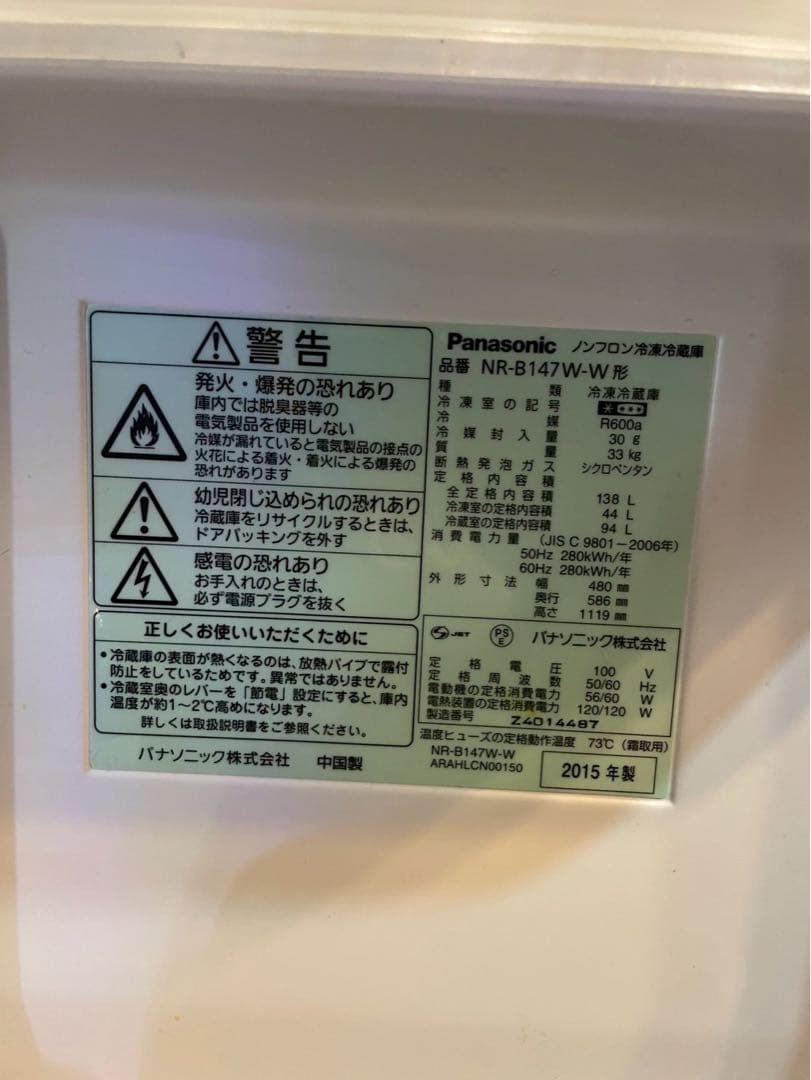 警告
発火・爆発の恐れあり
庫内では脱臭器等の
電気製品を使用しない
冷媒が漏れていると電気製品の接点の
火花による着火・着火による爆発の
恐れがあります
幼児閉じ込められの恐れあり
冷蔵庫をリサイクルするときは、
ドアパッキングを外す
感電の恐れあり
お手入れのときは、
必ず電源プラグを抜く
正しくお使いいただくために
・冷蔵庫の表面が熱くなるのは、放熱パイプで露付
防止をしているためです。異常ではありません。
・冷蔵室奥のレバーを「節電」設定にすると、庫内
温度が約1~2℃高めになります。
詳しくは取扱説明書をご参照ください。
パナソニック株式会社 中国製
Panasonic ノンフロン冷凍冷蔵庫
品番 NR-B147W-W形
種類 冷凍冷蔵庫
冷凍室の記号
冷媒 R600a
冷媒封入量 30 g
質量 33 kg
断熱発泡ガス シクロペンタン
定格内容積
全定格内容積 138 L
冷凍室の定格内容積 44 L
冷蔵室の定格内容積 94 L
消費電力量 (JIS C 9801-2006年)
50Hz 280kWh/年
60Hz 280kWh/年
外形寸法 幅 480 mm
奥行 586 mm
高さ 1119 mm
S JET PSE パナソニック株式会社
定格電圧 100 V
定格周波数 50/60 Hz
電動機の定格消費電力 56/60 W
電熱装置の定格消費電力 120/120 W
製造番号 Z4014487
温度ヒューズの定格動作温度 73℃(霜取用)
NR-B147W-W
ARAHLCN00150
2015年製